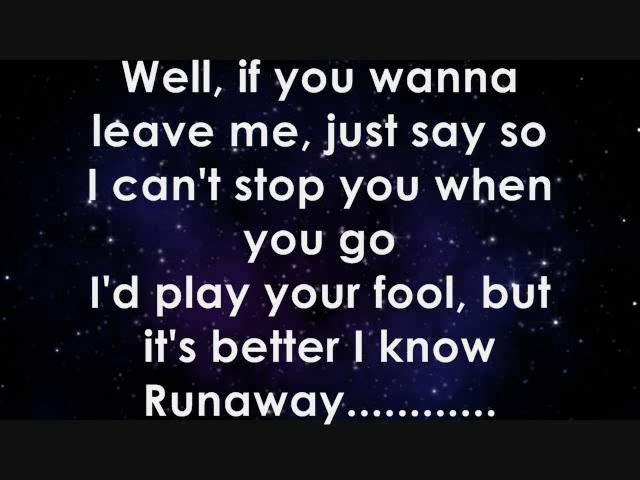 Well, if you wanna
leave me, just say so
I can't stop you when
you go
I'd play your fool, but
it's better I know
Runaway............